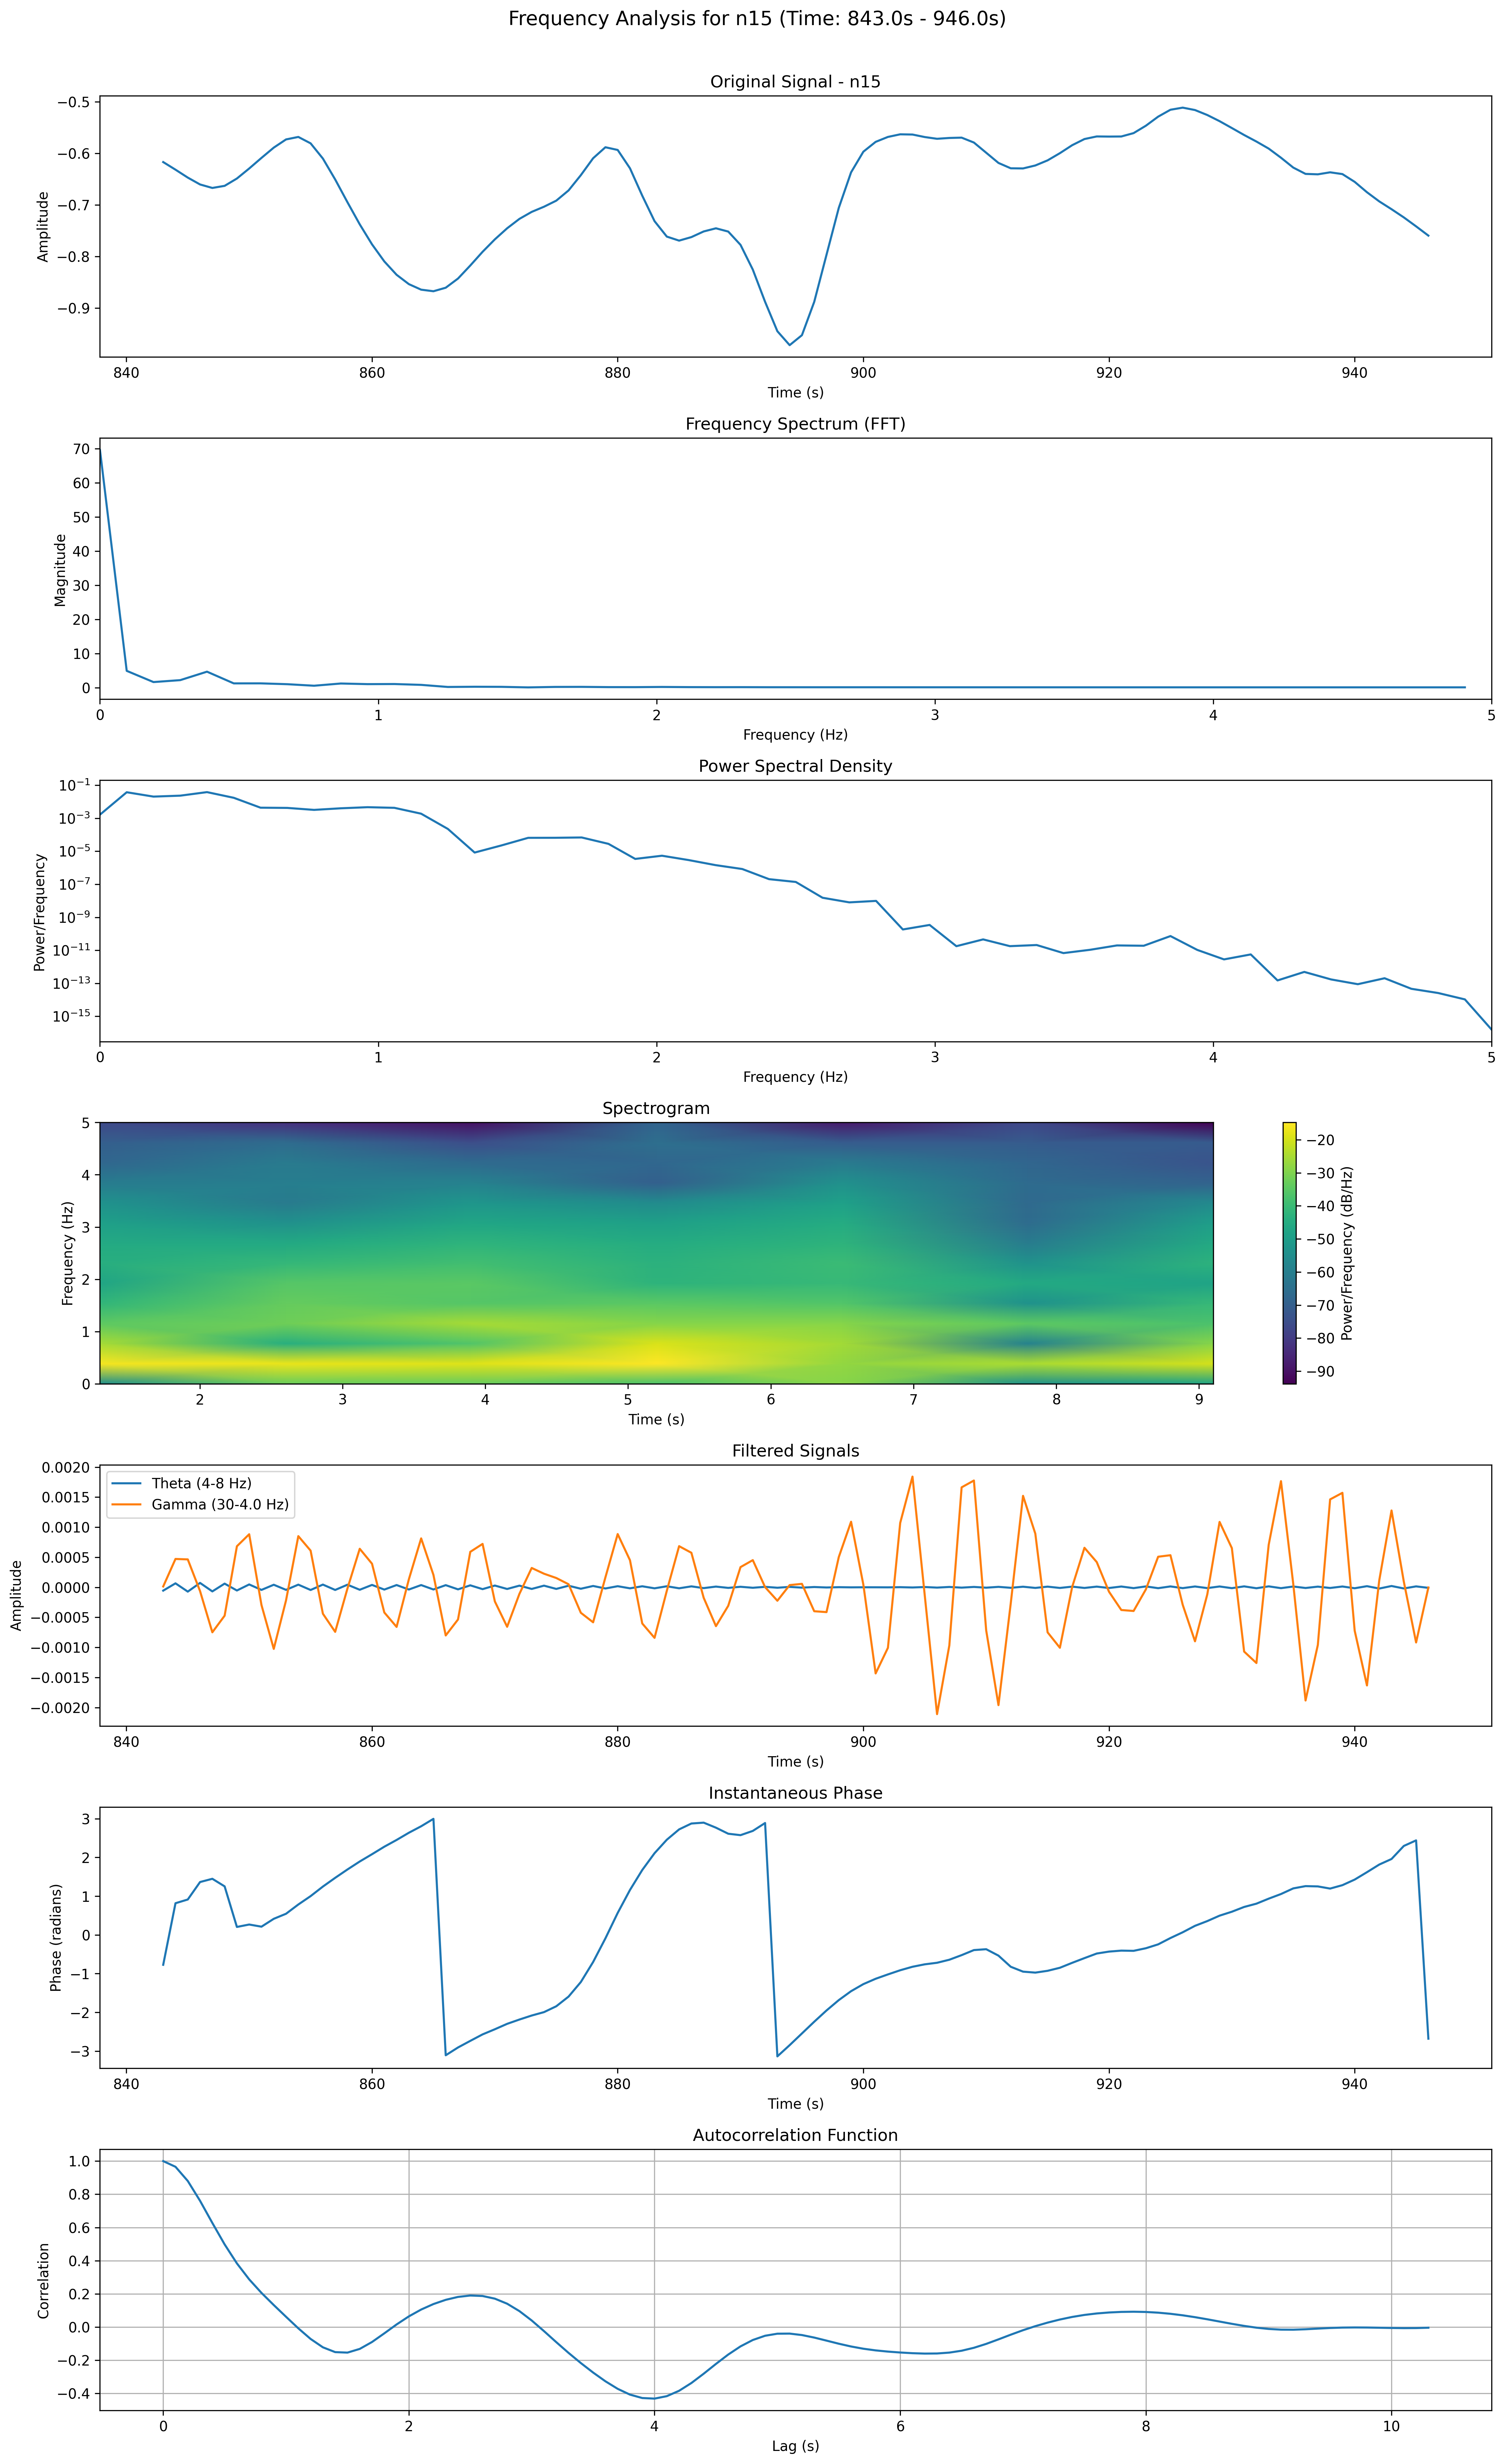 Frequency Analysis for n15 (Time: 843.0s - 946.0s)
Original Signal - n15
−0.5
−0.6
−0.7
−0.8
−0.9
Amplitude
840 860 880 900 920 940
Time (s)
Frequency Spectrum (FFT)
70
60
50
40
30
20
10
0
Magnitude
0 1 2 3 4 5
Frequency (Hz)
Power Spectral Density
10⁻¹
10⁻³
10⁻⁵
10⁻⁷
10⁻⁹
10⁻¹¹
10⁻¹³
10⁻¹⁵
Power/Frequency
0 1 2 3 4 5
Frequency (Hz)
Spectrogram
5
4
3
2
1
0
Frequency (Hz)
2 3 4 5 6 7 8 9
Time (s)
−20
−30
−40
−50
−60
−70
−80
−90
Power/Frequency (dB/Hz)
Filtered Signals
Theta (4-8 Hz)
Gamma (30-4.0 Hz)
0.0020
0.0015
0.0010
0.0005
0.0000
−0.0005
−0.0010
−0.0015
−0.0020
Amplitude
840 860 880 900 920 940
Time (s)
Instantaneous Phase
3
2
1
0
−1
−2
−3
Phase (radians)
840 860 880 900 920 940
Time (s)
Autocorrelation Function
1.0
0.8
0.6
0.4
0.2
0.0
−0.2
−0.4
Correlation
0 2 4 6 8 10
Lag (s)